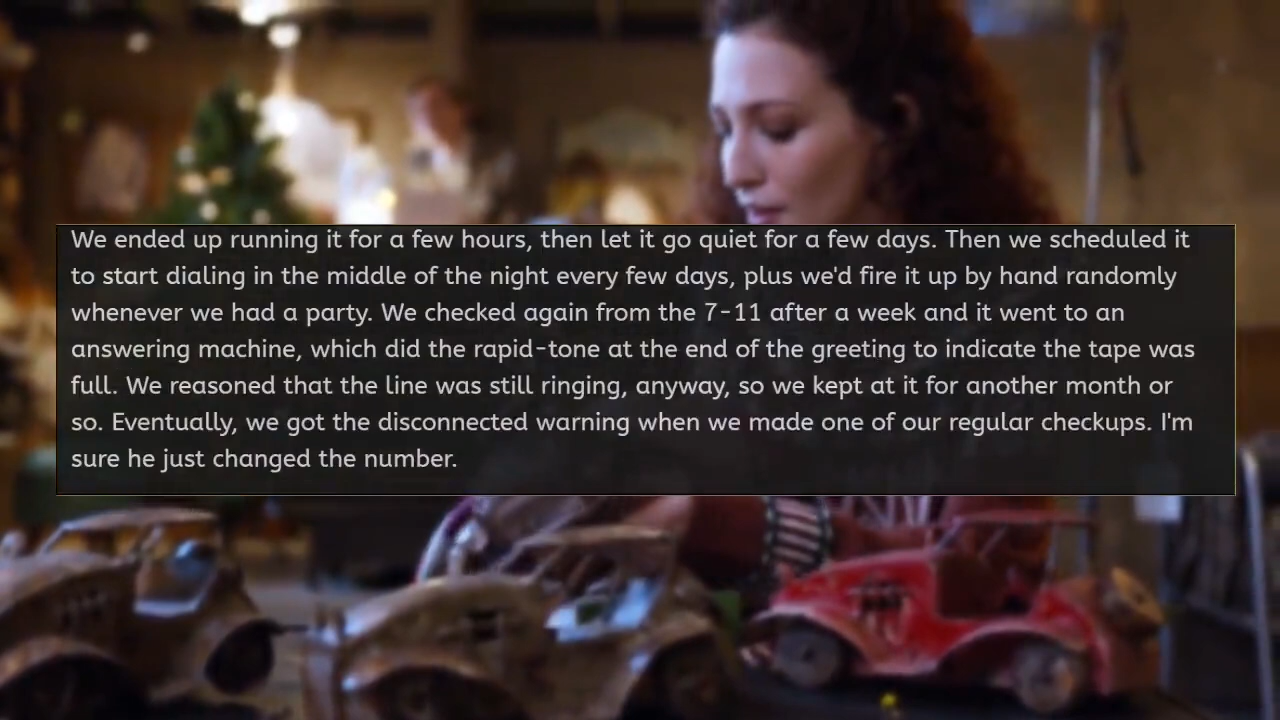 We ended up running it for a few hours, then let it go quiet for a few days. Then we scheduled it
to start dialing in the middle of the night every few days, plus we'd fire it up by hand randomly
whenever we had a party. We checked again from the 7-11 after a week and it went to an
answering machine, which did the rapid-tone at the end of the greeting to indicate the tape was
full. We reasoned that the line was still ringing, anyway, so we kept at it for another month or
so. Eventually, we got the disconnected warning when we made one of our regular checkups. I'm
sure he just changed the number.